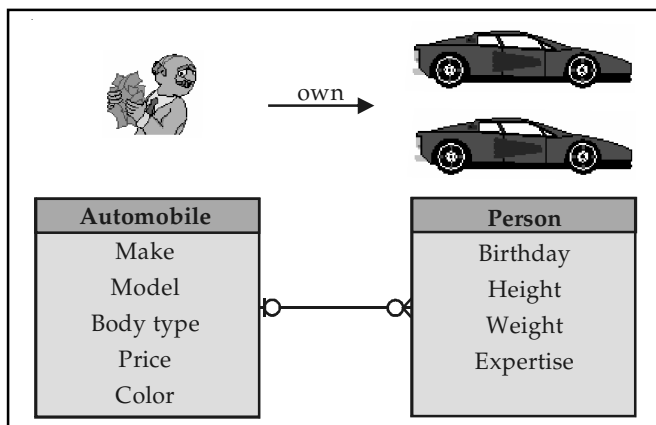 own
Automobile
Make
Model
Body type
Price
Color
Person
Birthday
Height
Weight
Expertise